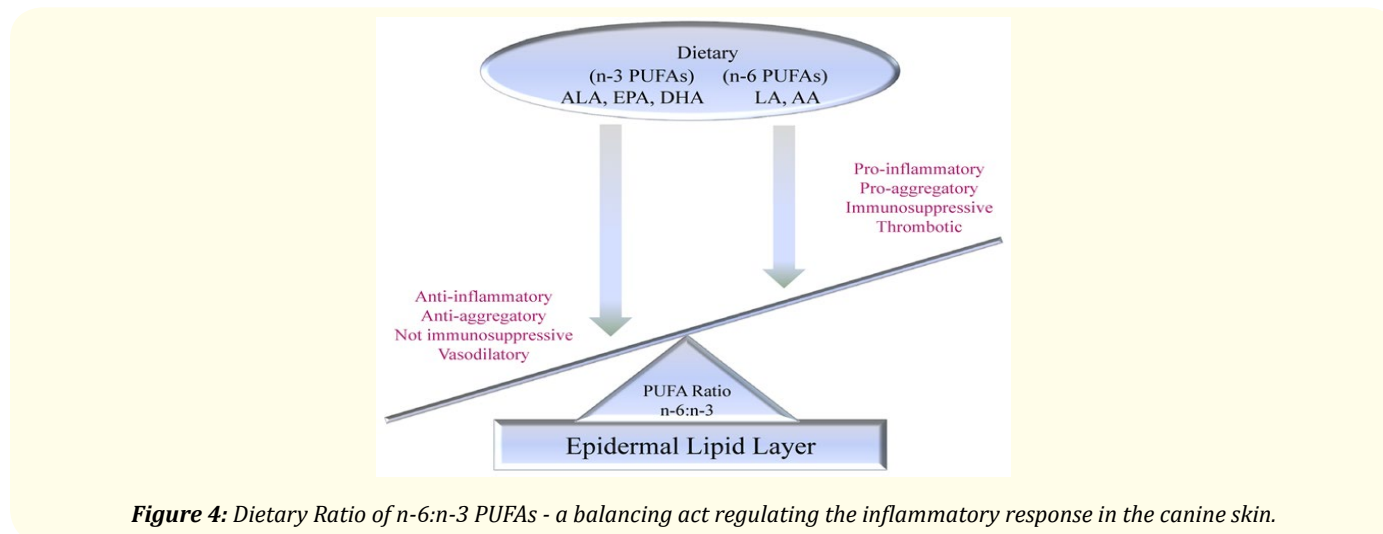 Dietary
(n-3 PUFAs) (n-6 PUFAs)
ALA, EPA, DHA LA, AA
Pro-inflammatory
Pro-aggregatory
Immunosuppressive
Thrombotic
Anti-inflammatory
Anti-aggregatory
Not immunosuppressive
Vasodilatory
PUFA Ratio
n-6:n-3
Epidermal Lipid Layer
Figure 4: Dietary Ratio of n-6:n-3 PUFAs - a balancing act regulating the inflammatory response in the canine skin.